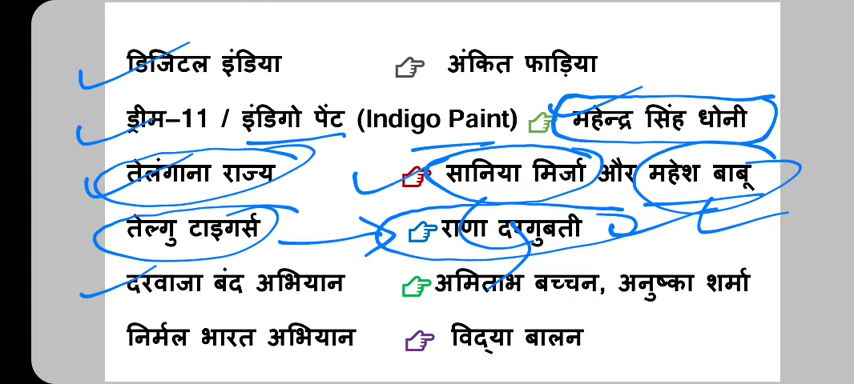 डिजिटल इंडिया 👉 अंकित फाड़िया
ड्रीम–11 / इंडिगो पेंट (Indigo Paint) 👉 महेन्द्र सिंह धोनी
तेलंगाना राज्य 👉 सानिया मिर्जा और महेश बाबू
तेल्गु टाइगर्स 👉 राणा दग्गुबती
दरवाजा बंद अभियान 👉 अमिताभ बच्चन, अनुष्का शर्मा
निर्मल भारत अभियान 👉 विद्या बालन